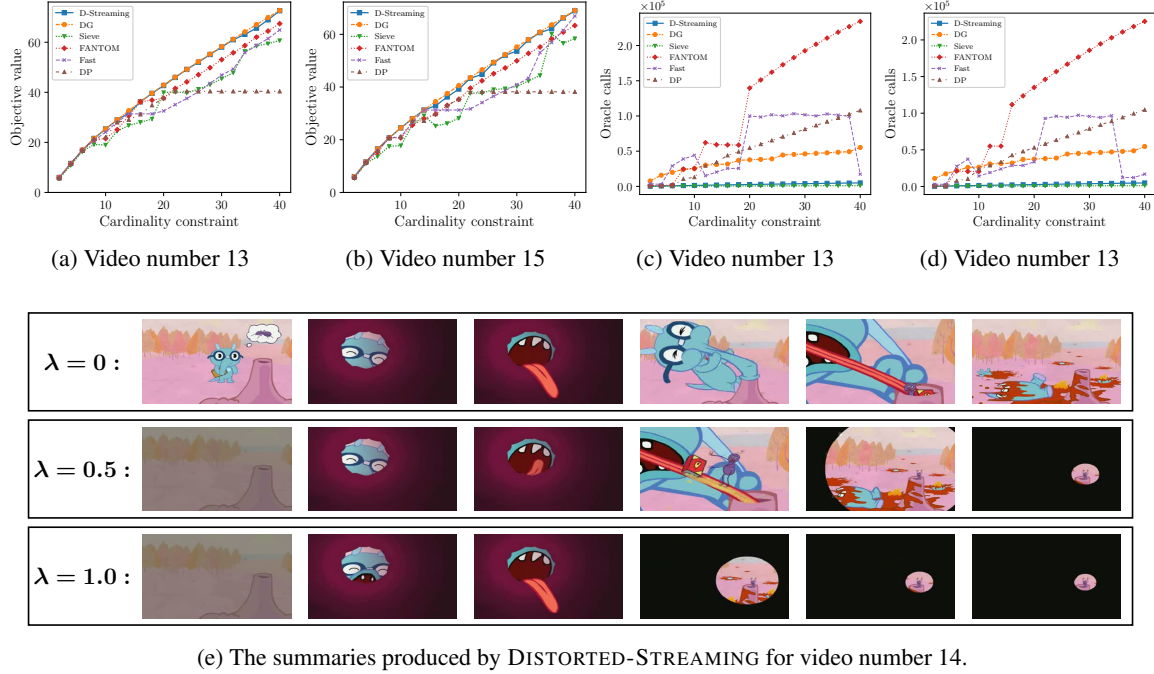 D-Streaming
DG
Sieve
FANTOM
Fast
DP
Objective value
0
20
40
60
10
20
30
40
Cardinality constraint
(a) Video number 13
D-Streaming
DG
Sieve
FANTOM
Fast
DP
Objective value
0
20
40
60
10
20
30
40
Cardinality constraint
(b) Video number 15
×10⁵
D-Streaming
DG
Sieve
FANTOM
Fast
DP
Oracle calls
0.0
0.5
1.0
1.5
2.0
10
20
30
40
Cardinality constraint
(c) Video number 13
×10⁵
D-Streaming
DG
Sieve
FANTOM
Fast
DP
Oracle calls
0.0
0.5
1.0
1.5
2.0
10
20
30
40
Cardinality constraint
(d) Video number 13
λ = 0 :
λ = 0.5 :
λ = 1.0 :
(e) The summaries produced by DISTORTED-STREAMING for video number 14.